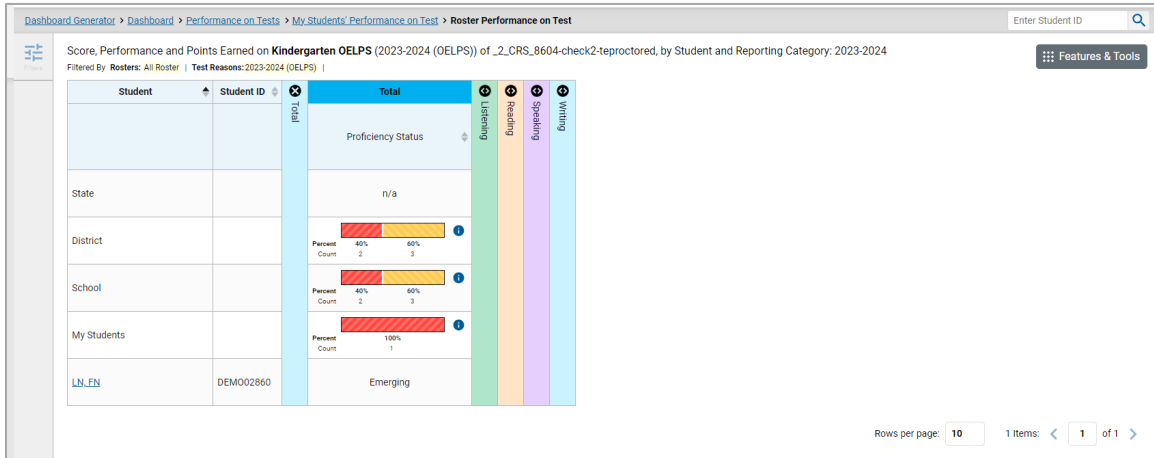 Dashboard Generator > Dashboard > Performance on Tests > My Students' Performance on Test > Roster Performance on Test
Enter Student ID
Filters
Score, Performance and Points Earned on Kindergarten OELPS (2023-2024 (OELPS)) of _2_CRS_8604-check2-teproctored, by Student and Reporting Category: 2023-2024
Filtered By Rosters: All Roster | Test Reasons: 2023-2024 (OELPS) |
Features & Tools
Student Student ID Total Total Listening Reading Speaking Writing
Proficiency Status
State n/a
District
Percent 40% 60%
Count 2 3
School
Percent 40% 60%
Count 2 3
My Students
Percent 100%
Count 1
LN, FN DEMO02860 Emerging
Rows per page: 10 1 Items: 1 of 1